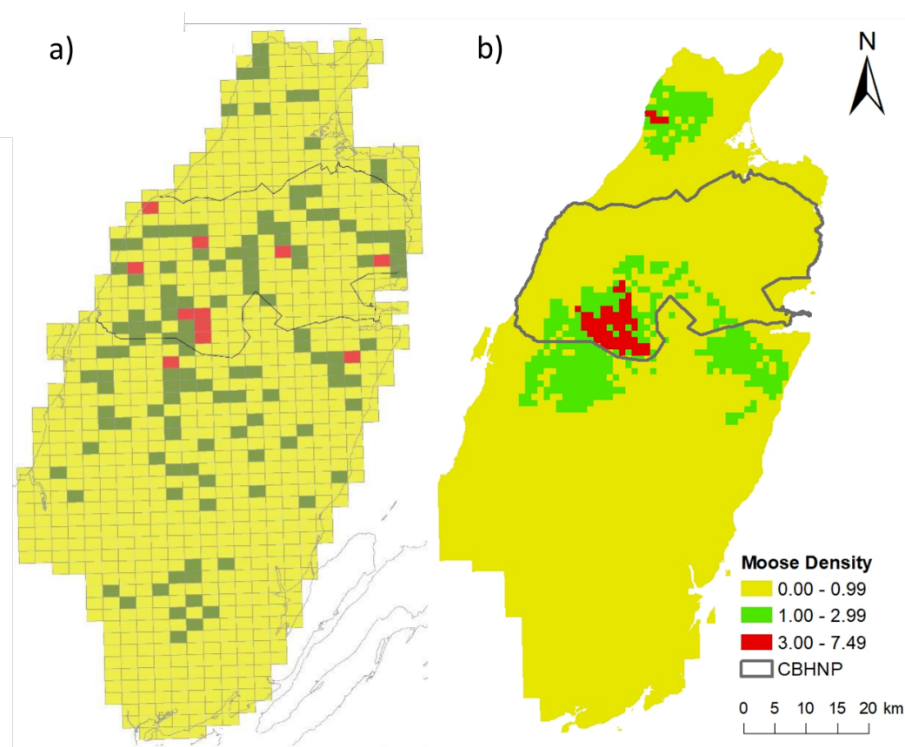 a)
b)
N
Moose Density
0.00 - 0.99
1.00 - 2.99
3.00 - 7.49
CBHNP
0 5 10 15 20 km